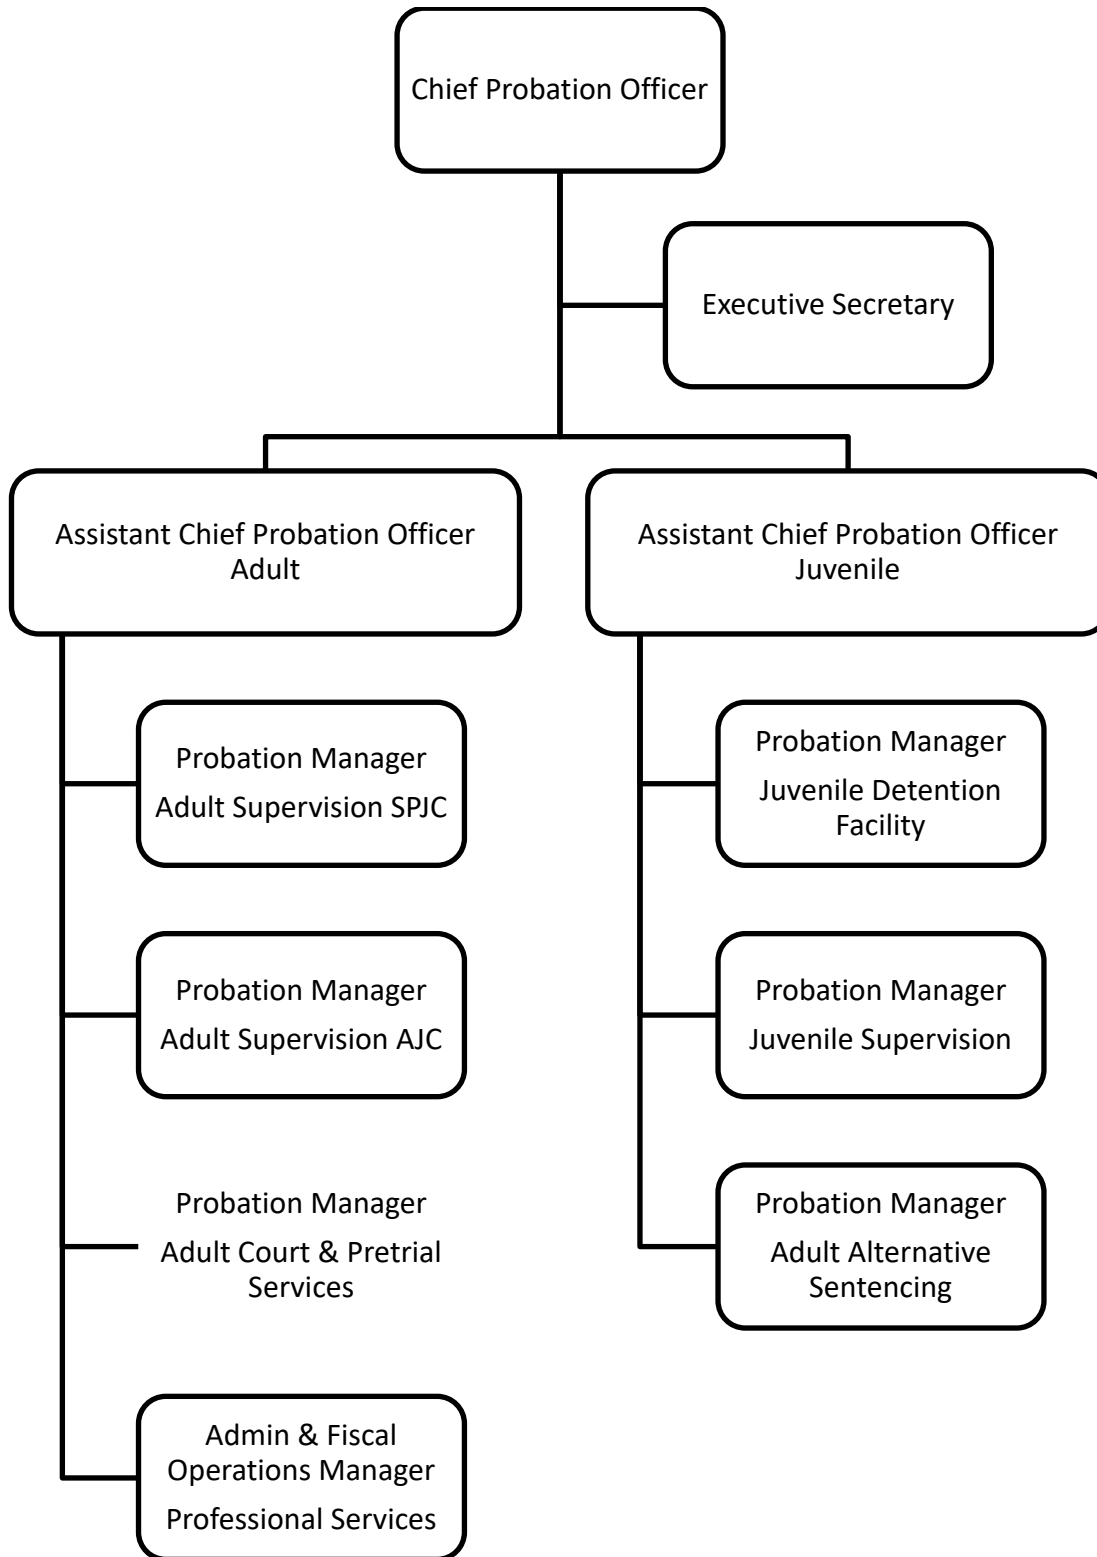 Chief Probation Officer
Executive Secretary
Assistant Chief Probation Officer
Adult
Assistant Chief Probation Officer
Juvenile
Probation Manager
Adult Supervision SPJC
Probation Manager
Adult Supervision AJC
Probation Manager
Adult Court & Pretrial
Services
Admin & Fiscal
Operations Manager
Professional Services
Probation Manager
Juvenile Detention
Facility
Probation Manager
Juvenile Supervision
Probation Manager
Adult Alternative
Sentencing